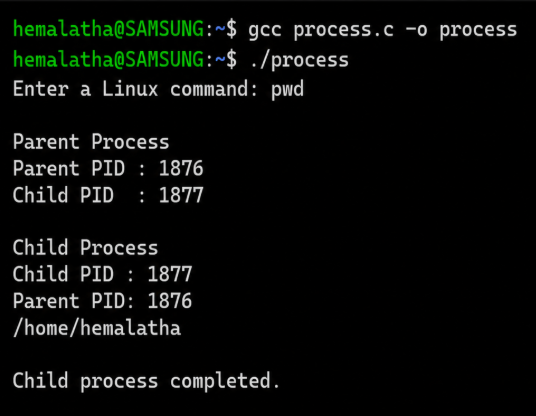 hemalatha@SAMSUNG:~$ gcc process.c -o process
hemalatha@SAMSUNG:~$ ./process
Enter a Linux command: pwd

Parent Process
Parent PID : 1876
Child PID  : 1877

Child Process
Child PID : 1877
Parent PID: 1876
/home/hemalatha

Child process completed.